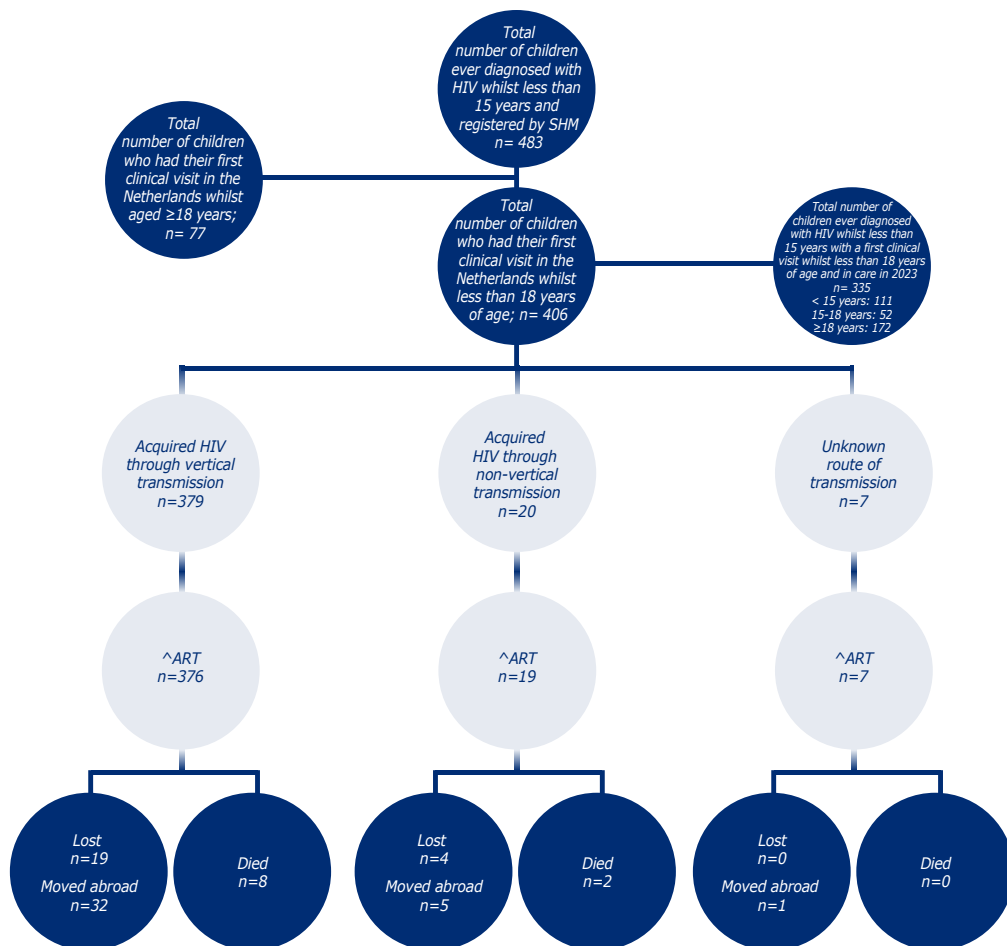 Total
number of children
ever diagnosed with
HIV whilst less than
15 years and
registered by SHM
n= 483
Total
number of children
who had their first
clinical visit in the
Netherlands whilst
aged ≥18 years;
n= 77
Total
number of children
who had their first
clinical visit in the
Netherlands whilst
less than 18 years
of age; n= 406
Total number of
children ever diagnosed
with HIV whilst less than
15 years with a first clinical
visit whilst less than 18 years
of age and in care in 2023
n= 335
< 15 years: 111
15-18 years: 52
≥18 years: 172
Acquired HIV
through vertical
transmission
n=379
Acquired
HIV through
non-vertical
transmission
n=20
Unknown
route of
transmission
n=7
^ART
n=376
^ART
n=19
^ART
n=7
Lost
n=19
Moved abroad
n=32
Died
n=8
Lost
n=4
Moved abroad
n=5
Died
n=2
Lost
n=0
Moved abroad
n=1
Died
n=0